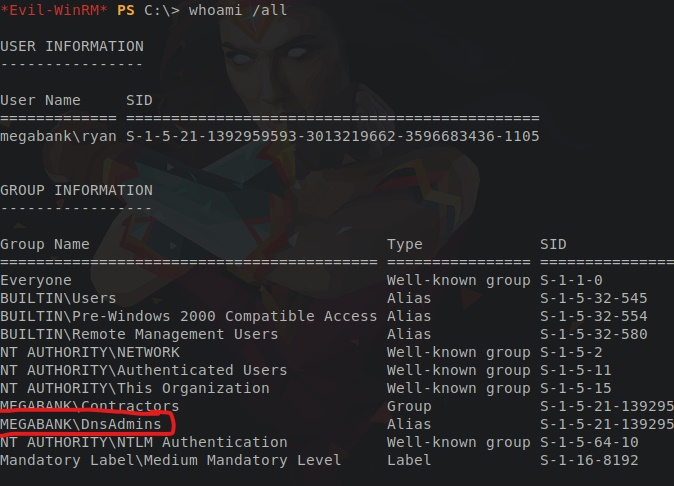 *Evil-WinRM* PS C:\> whoami /all
USER INFORMATION
----------------
User Name     SID
============= ==============================================
megabank\ryan S-1-5-21-1392959593-3013219662-3596683436-1105
GROUP INFORMATION
-----------------
Group Name                                 Type             SID
========================================== ================ ===============
Everyone                                   Well-known group S-1-1-0
BUILTIN\Users                              Alias            S-1-5-32-545
BUILTIN\Pre-Windows 2000 Compatible Access Alias            S-1-5-32-554
BUILTIN\Remote Management Users            Alias            S-1-5-32-580
NT AUTHORITY\NETWORK                       Well-known group S-1-5-2
NT AUTHORITY\Authenticated Users           Well-known group S-1-5-11
NT AUTHORITY\This Organization             Well-known group S-1-5-15
MEGABANK\Contractors                       Group            S-1-5-21-139295
MEGABANK\DnsAdmins                         Alias            S-1-5-21-139295
NT AUTHORITY\NTLM Authentication           Well-known group S-1-5-64-10
Mandatory Label\Medium Mandatory Level     Label            S-1-16-8192